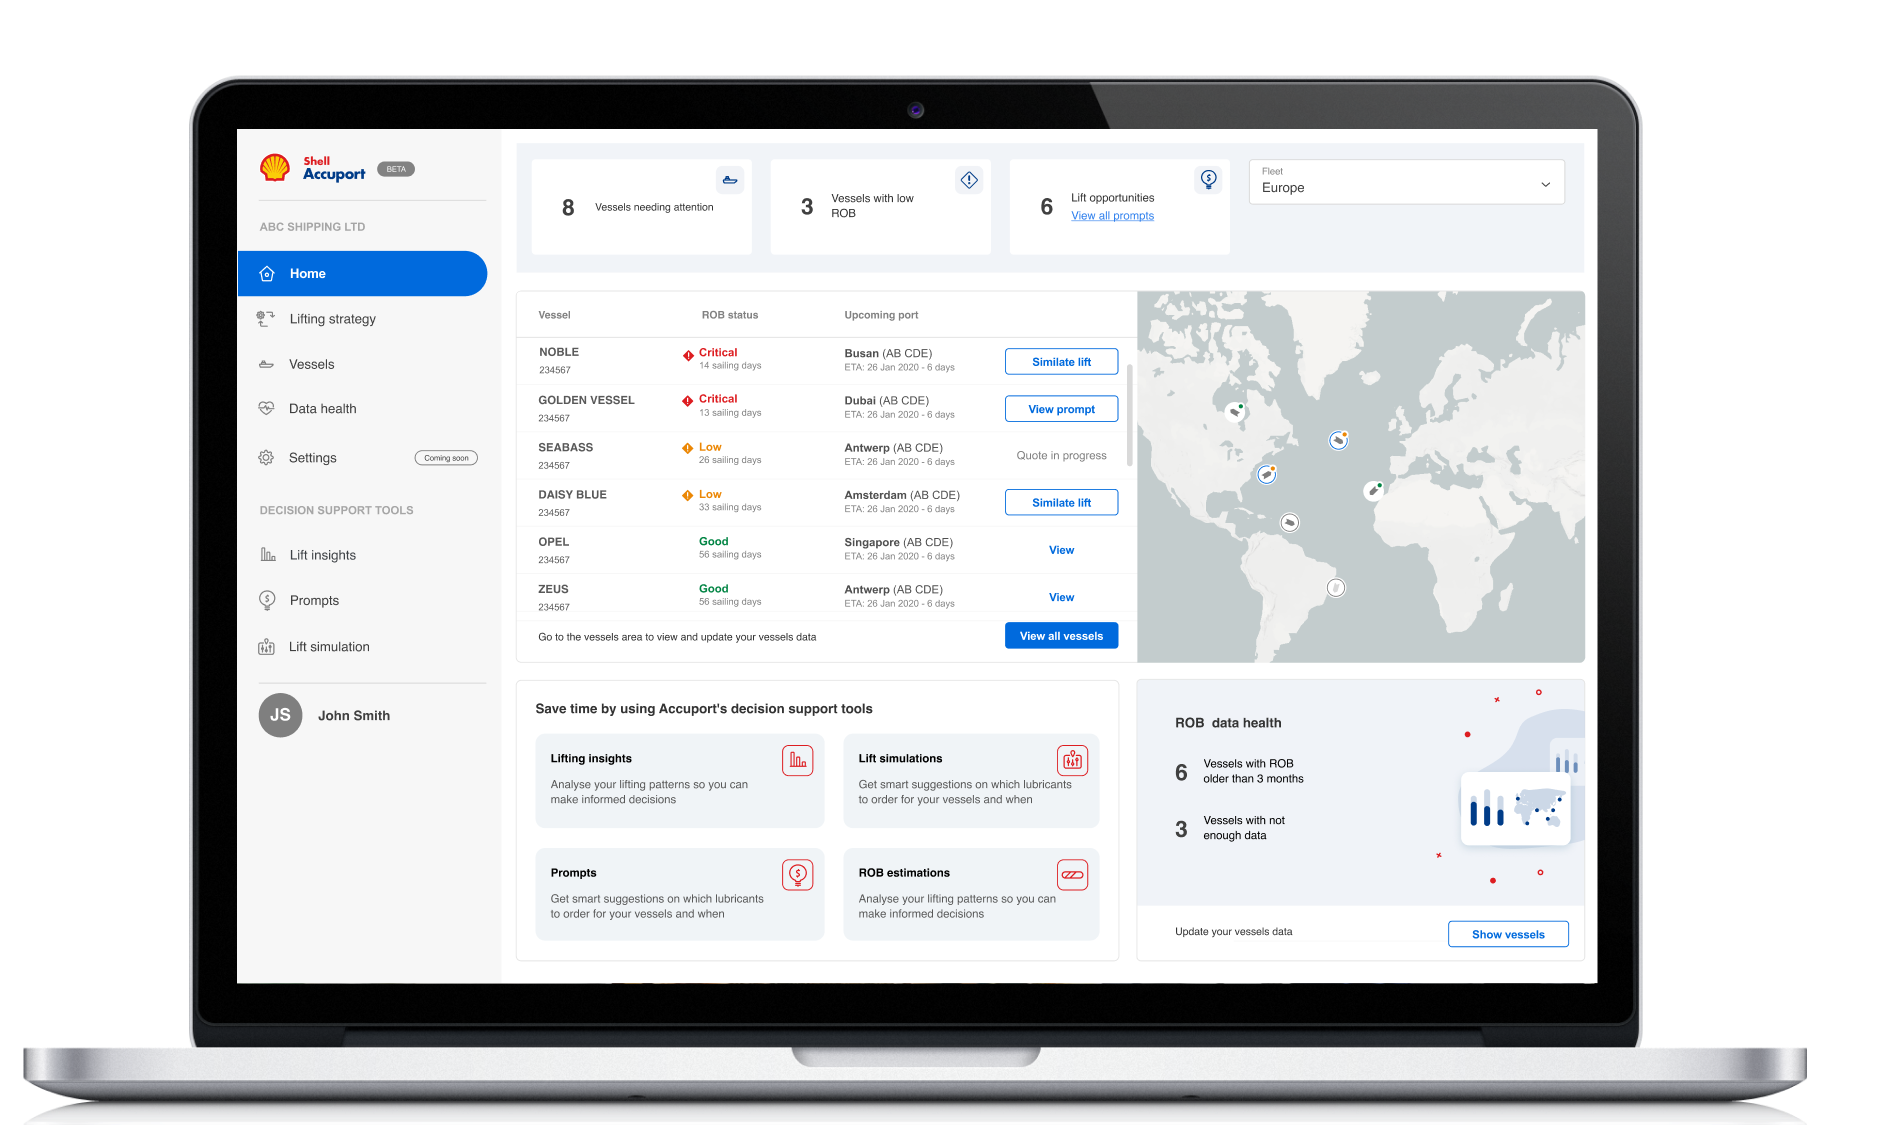 Shell
Accuport
BETA
ABC SHIPPING LTD
Home
Lifting strategy
Vessels
Data health
Settings
Coming soon
DECISION SUPPORT TOOLS
Lift insights
Prompts
Lift simulation
JS
John Smith
8
Vessels needing attention
3
Vessels with low
ROB
6
Lift opportunities
View all prompts
Fleet
Europe
Vessel
ROB status
Upcoming port
NOBLE
234567
Critical
14 sailing days
Busan (AB CDE)
ETA: 26 Jan 2020 - 6 days
Similate lift
GOLDEN VESSEL
234567
Critical
13 sailing days
Dubai (AB CDE)
ETA: 26 Jan 2020 - 6 days
View prompt
SEABASS
234567
Low
26 sailing days
Antwerp (AB CDE)
ETA: 26 Jan 2020 - 6 days
Quote in progress
DAISY BLUE
234567
Low
33 sailing days
Amsterdam (AB CDE)
ETA: 26 Jan 2020 - 6 days
Similate lift
OPEL
234567
Good
56 sailing days
Singapore (AB CDE)
ETA: 26 Jan 2020 - 6 days
View
ZEUS
234567
Good
56 sailing days
Antwerp (AB CDE)
ETA: 26 Jan 2020 - 6 days
View
Go to the vessels area to view and update your vessels data
View all vessels
Save time by using Accuport's decision support tools
Lifting insights
Analyse your lifting patterns so you can
make informed decisions
Lift simulations
Get smart suggestions on which lubricants
to order for your vessels and when
Prompts
Get smart suggestions on which lubricants
to order for your vessels and when
ROB estimations
Analyse your lifting patterns so you can
make informed decisions
ROB data health
6
Vessels with ROB
older than 3 months
3
Vessels with not
enough data
Update your vessels data
Show vessels